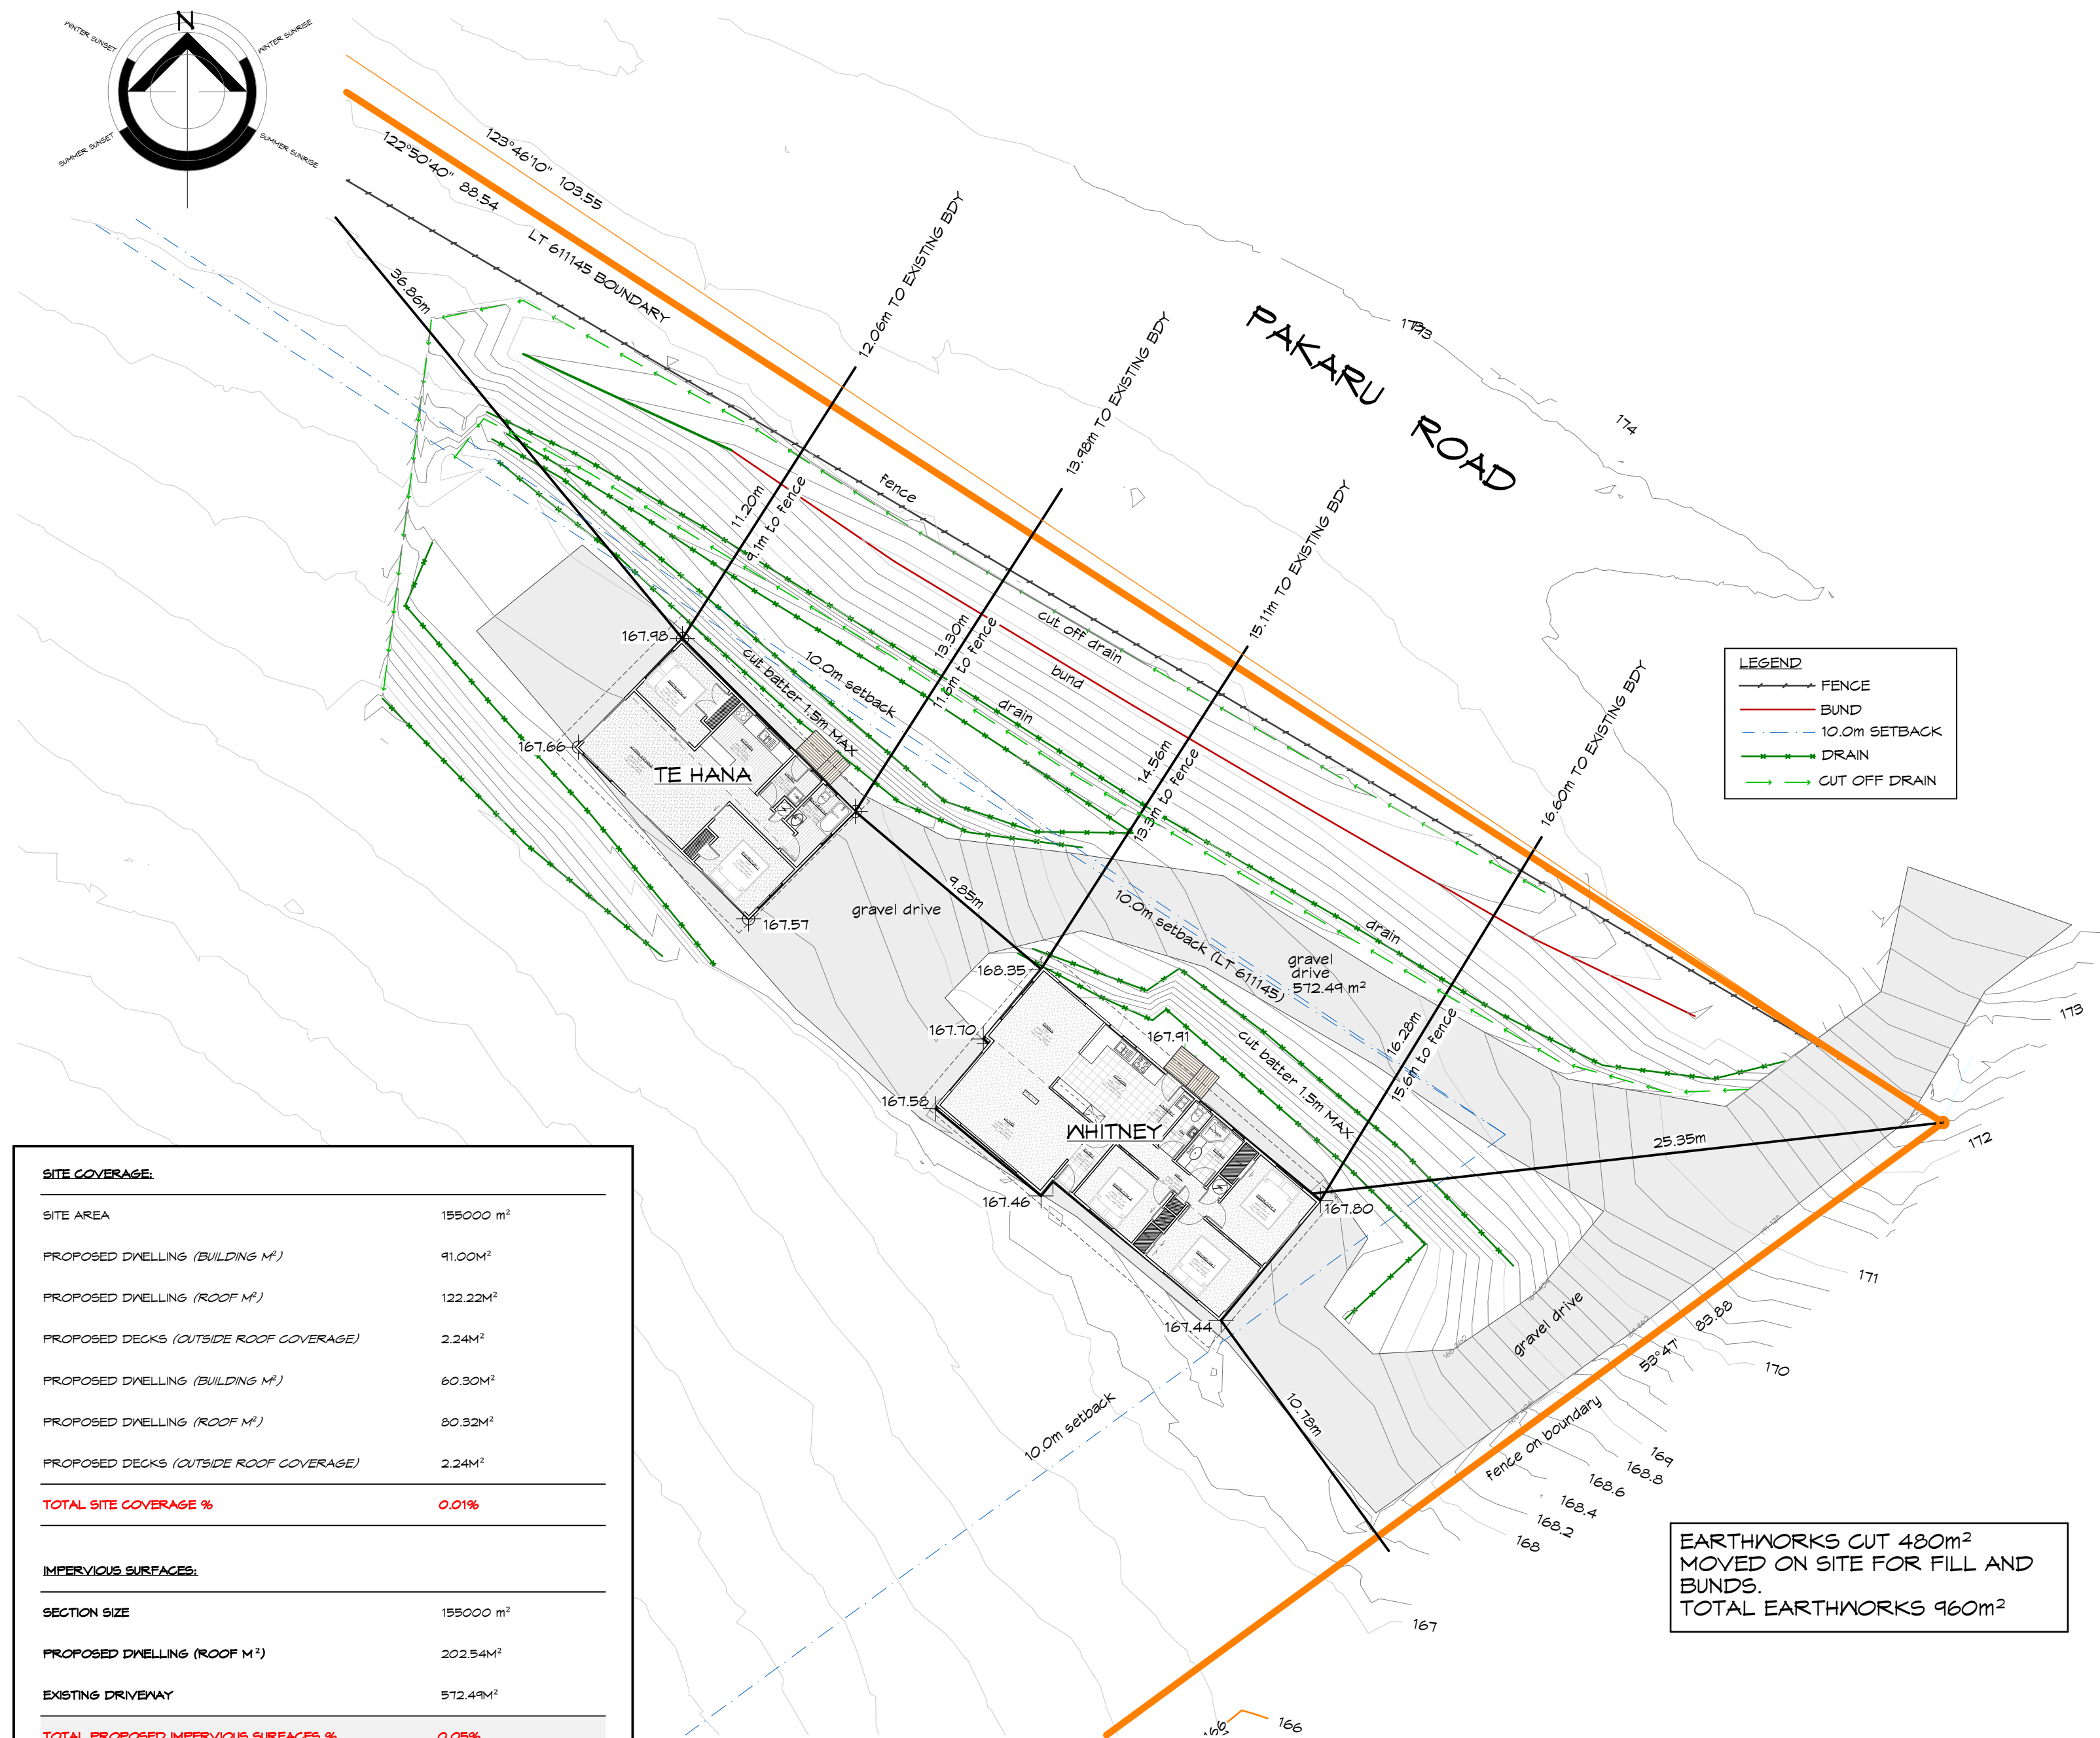 N
WINTER SUNSET
WINTER SUNRISE
SUMMER SUNSET
SUMMER SUNRISE
123°46'10" 103.55
122°50'40" 88.54
LT 611145 BOUNDARY
36.86m
12.06m TO EXISTING BDY
13.98m TO EXISTING BDY
15.11m TO EXISTING BDY
16.60m TO EXISTING BDY
PAKARU ROAD
173
173
174
fence
11.20m
9.1m to fence
13.30m
11.6m to fence
14.56m
13.3m to fence
16.28m
15.6m to fence
cut off drain
bund
drain
10.0m setback
cut batter 1.5m MAX
167.98
167.66
TE HANA
167.57
gravel drive
9.85m
10.0m setback (LT 611145)
gravel
drive
572.49 m²
drain
168.35
167.70
167.91
167.58
WHITNEY
cut batter 1.5m MAX
167.46
167.80
167.44
25.35m
10.78m
10.0m setback
gravel drive
fence on boundary
53°47' 83.88
173
172
171
170
169
168.8
168.6
168.4
168.2
168
167
166
166
LEGEND
FENCE
BUND
10.0m SETBACK
DRAIN
CUT OFF DRAIN
SITE COVERAGE:
SITE AREA 155000 m²
PROPOSED DWELLING (BUILDING M²) 91.00M²
PROPOSED DWELLING (ROOF M²) 122.22M²
PROPOSED DECKS (OUTSIDE ROOF COVERAGE) 2.24M²
PROPOSED DWELLING (BUILDING M²) 60.30M²
PROPOSED DWELLING (ROOF M²) 80.32M²
PROPOSED DECKS (OUTSIDE ROOF COVERAGE) 2.24M²
TOTAL SITE COVERAGE % 0.01%
IMPERVIOUS SURFACES:
SECTION SIZE 155000 m²
PROPOSED DWELLING (ROOF M²) 202.54M²
EXISTING DRIVEWAY 572.49M²
TOTAL PROPOSED IMPERVIOUS SURFACES % 0.05%
EARTHWORKS CUT 480m²
MOVED ON SITE FOR FILL AND
BUNDS.
TOTAL EARTHWORKS 960m²